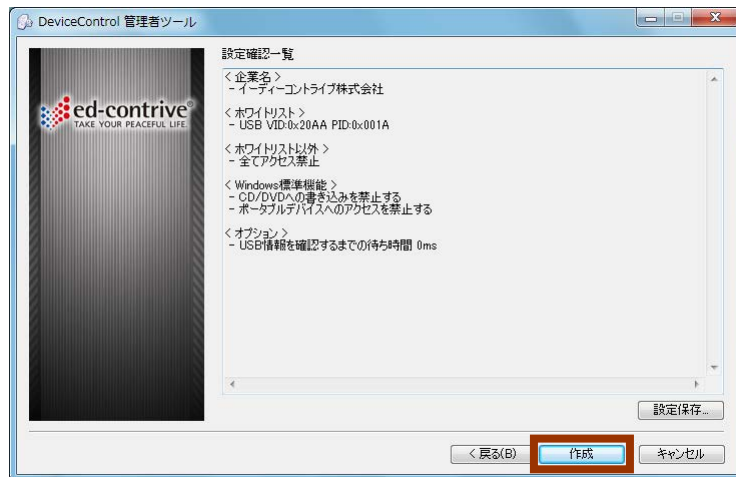 DeviceControl 管理者ツール
設定確認一覧
ed-contrive®
TAKE YOUR PEACEFUL LIFE.
＜企業名＞
- イーディーコントライブ株式会社
＜ホワイトリスト＞
- USB VID:0x20AA PID:0x001A
＜ホワイトリスト以外＞
- 全てアクセス禁止
＜Windows標準機能＞
- CD/DVDへの書き込みを禁止する
- ポータブルデバイスへのアクセスを禁止する
＜オプション＞
- USB情報を確認するまでの待ち時間 0ms
設定保存...
＜戻る(B)
作成
キャンセル